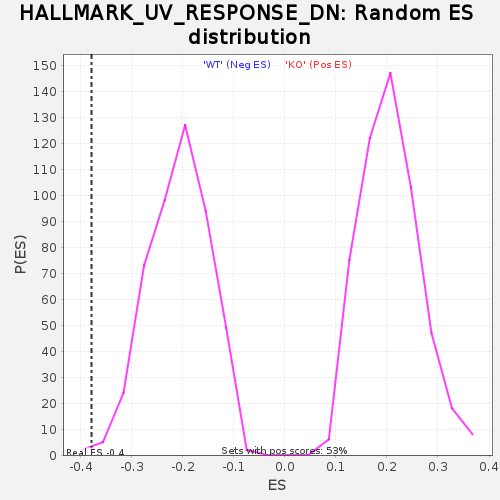 HALLMARK_UV_RESPONSE_DN: Random ES
distribution
'WT' (Neg ES) 'KO' (Pos ES)
150
140
130
120
110
100
90
80
70
60
50
40
30
20
10
0
P(ES)
Real ES -0.4
Sets with pos scores: 53%
-0.4 -0.3 -0.2 -0.1 0.0 0.1 0.2 0.3 0.4
ES